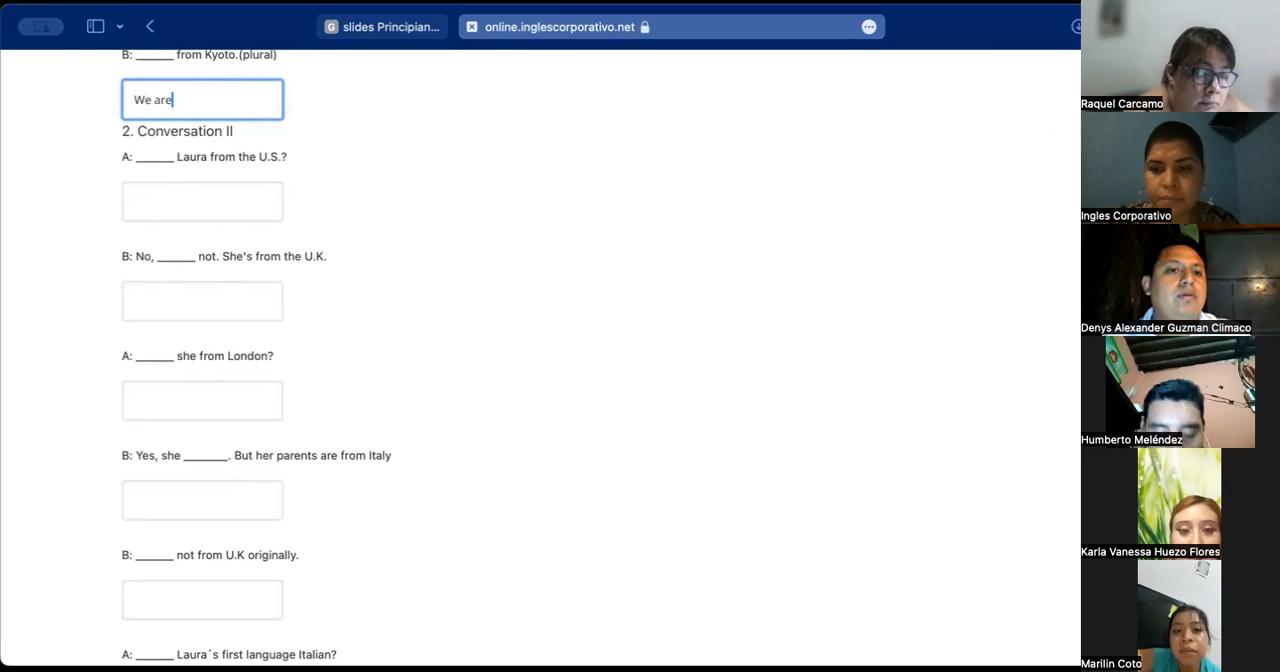 slides Principian...
online.inglescorporativo.net
B: ______ from Kyoto.(plural)
We are
2. Conversation II
A: ______ Laura from the U.S.?
B: No, ______ not. She's from the U.K.
A: ______ she from London?
B: Yes, she _______. But her parents are from Italy
B: ______ not from U.K originally.
A: ______ Laura´s first language Italian?
Raquel Carcamo
Ingles Corporativo
Denys Alexander Guzman Climaco
Humberto Meléndez
Karla Vanessa Huezo Flores
Marilin Coto